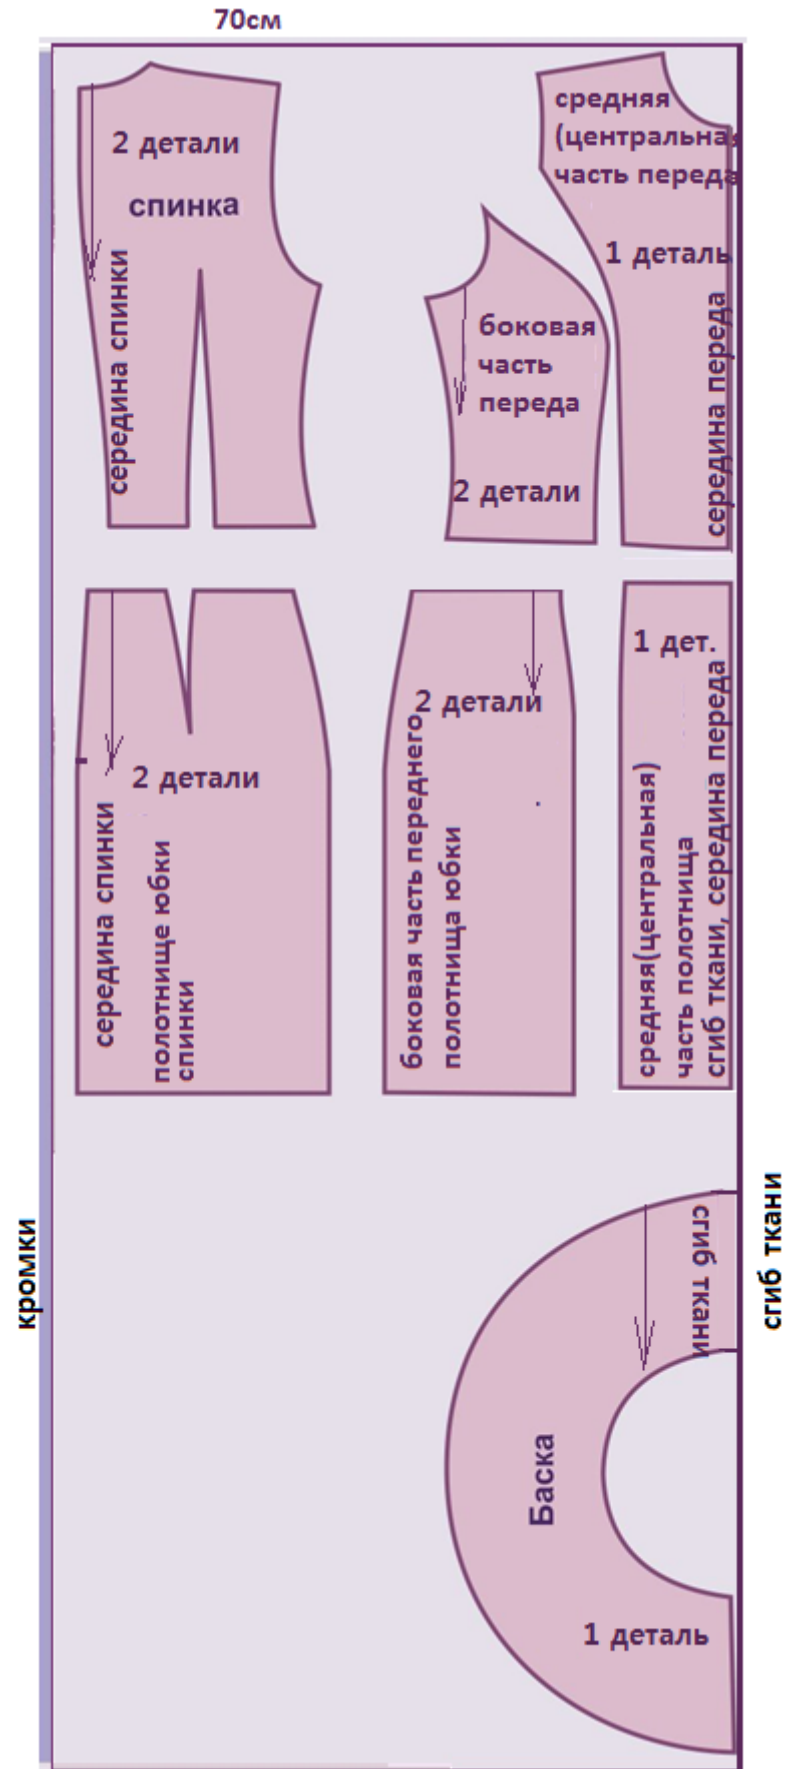 70см
2 детали
спинка
середина спинки
средняя
(центральная
часть переда
1 деталь
середина переда
боковая
часть
переда
2 детали
2 детали
середина спинки
полотнище юбки
спинки
2 детали
боковая часть переднего
полотнища юбки
1 дет.
средняя(центральная)
часть полотнища
сгиб ткани, середина переда
кромки
сгиб ткани
сгиб ткани
Баска
1 деталь